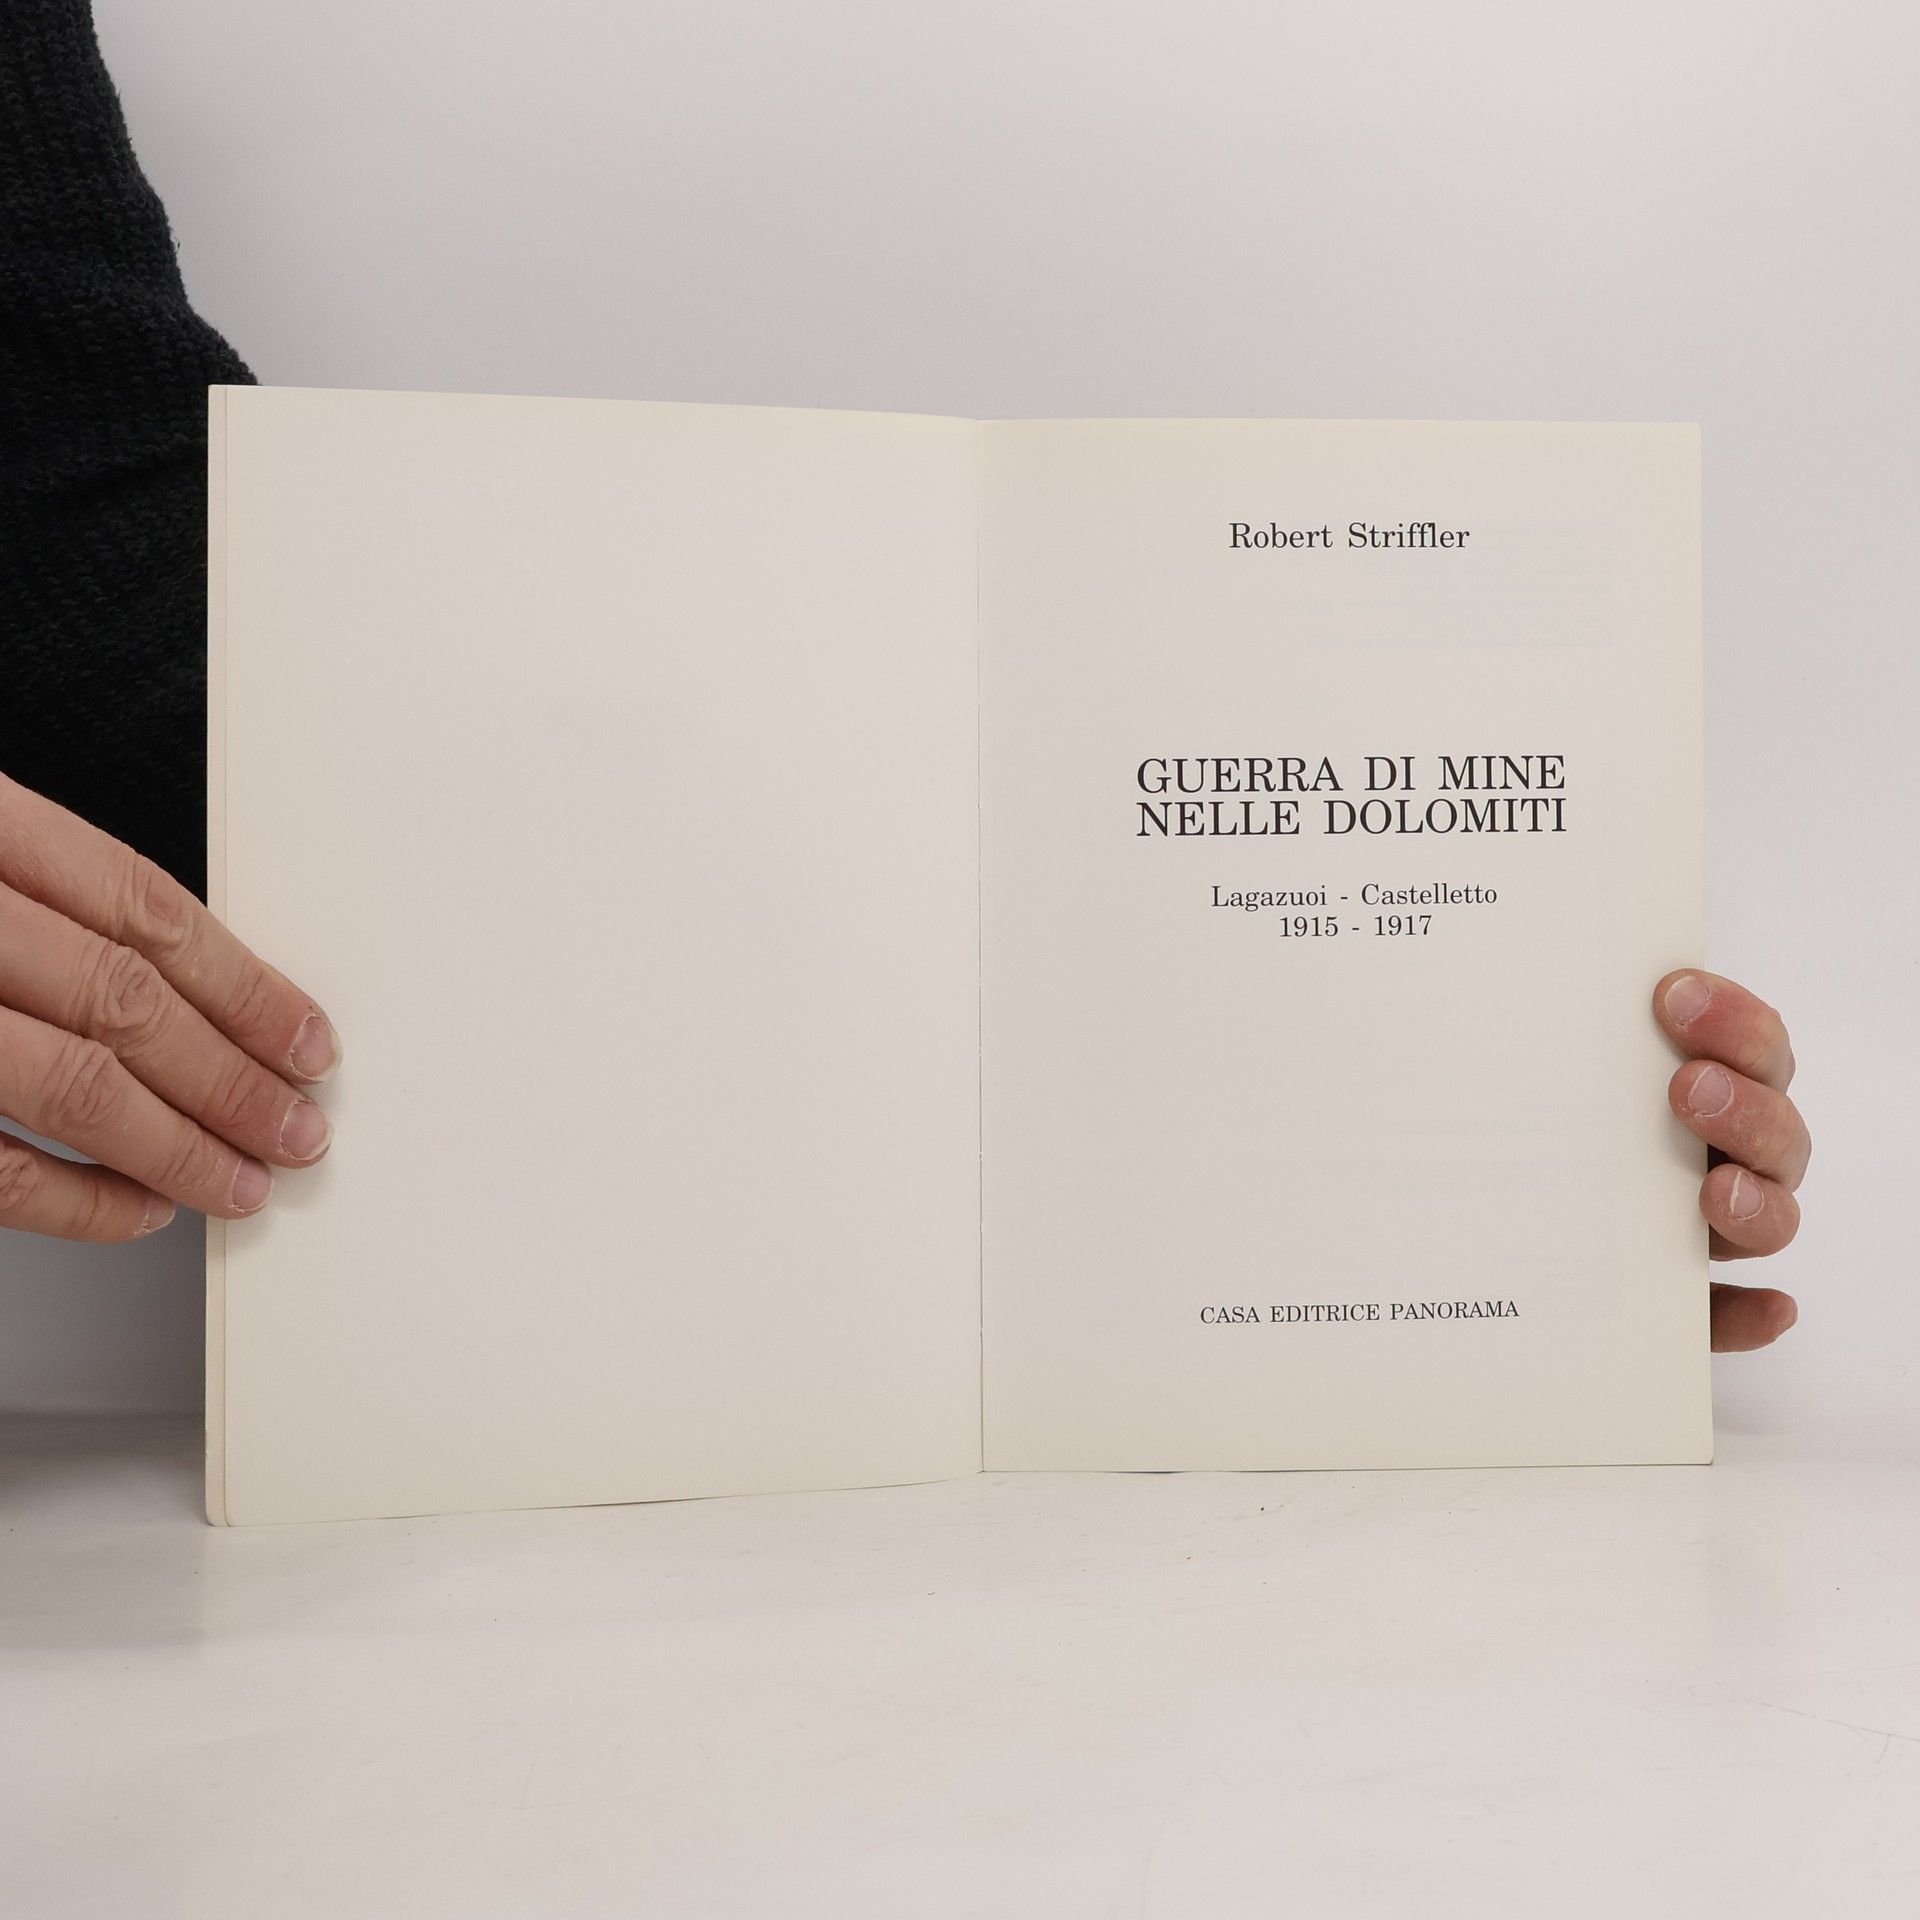 Robert Striffler
GUERRA DI MINE
NELLE DOLOMITI
Lagazuoi - Castelletto
1915 - 1917
CASA EDITRICE PANORAMA